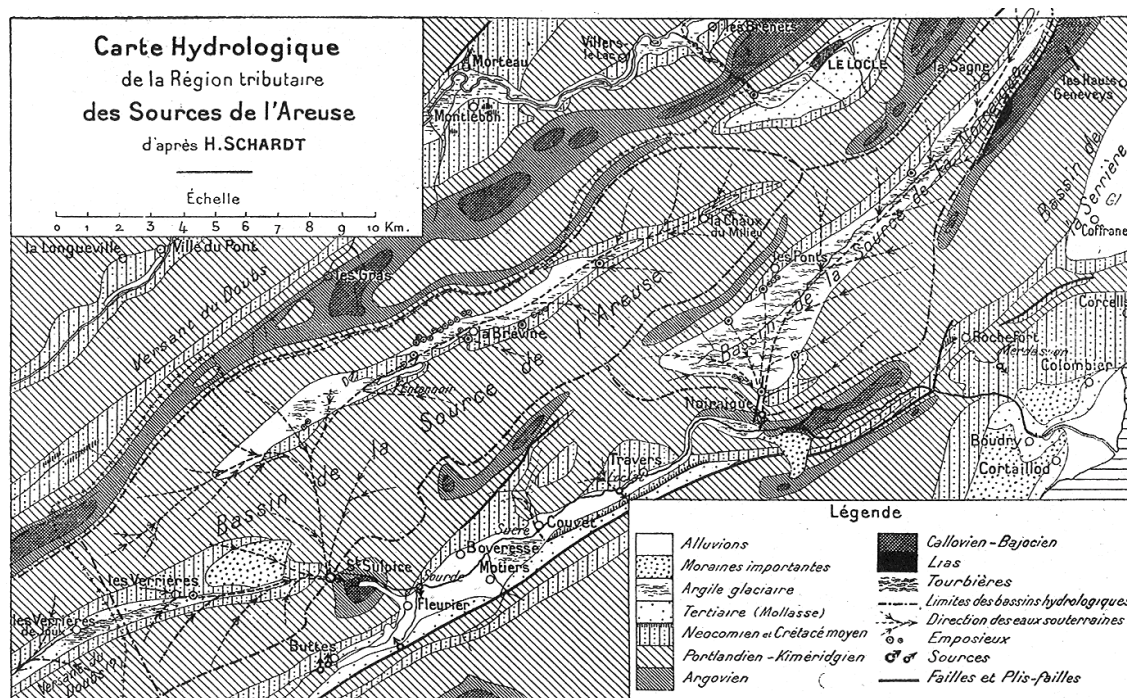 Carte Hydrologique
de la Région tributaire
des Sources de l'Areuse
d'après H. SCHARDT
Échelle
0 1 2 3 4 5 6 7 8 9 10 Km.
les Brenets
Villers-
le-Lac
Morteau
Montlebon
LE LOCLE
la Sagne
les Hauts
Geneveys
Bassin de
la Serrière
Gl
Coffrane
la Longueville
Ville du Pont
les Gras
Versant du Doubs
la Chaux
du Milieu
les Ponts
Bassin de la Source de la Noiraigue
la Brévine
Bassin de la Source de l'Areuse
Entonnoir
Corcelle
Rochefort
Merdasson
Colombier
Noiraigue
Boudry
Cortaillod
Travers
Couvet
Sucre
Boveresse
Motiers
St Sulpice
Sourde
Fleurier
les Verrières
les Verrières
de Joux
Buttes
Versant du
Doubs
Légende
Alluvions
Moraines importantes
Argile glaciaire
Tertiaire (Mollasse)
Neocomien et Crétacé moyen
Portlandien-Kiméridgien
Argovien
Callovien-Bajocien
Lias
Tourbières
Limites des bassins hydrologiques
Direction des eaux souterraines
Emposieux
Sources
Failles et Plis-failles